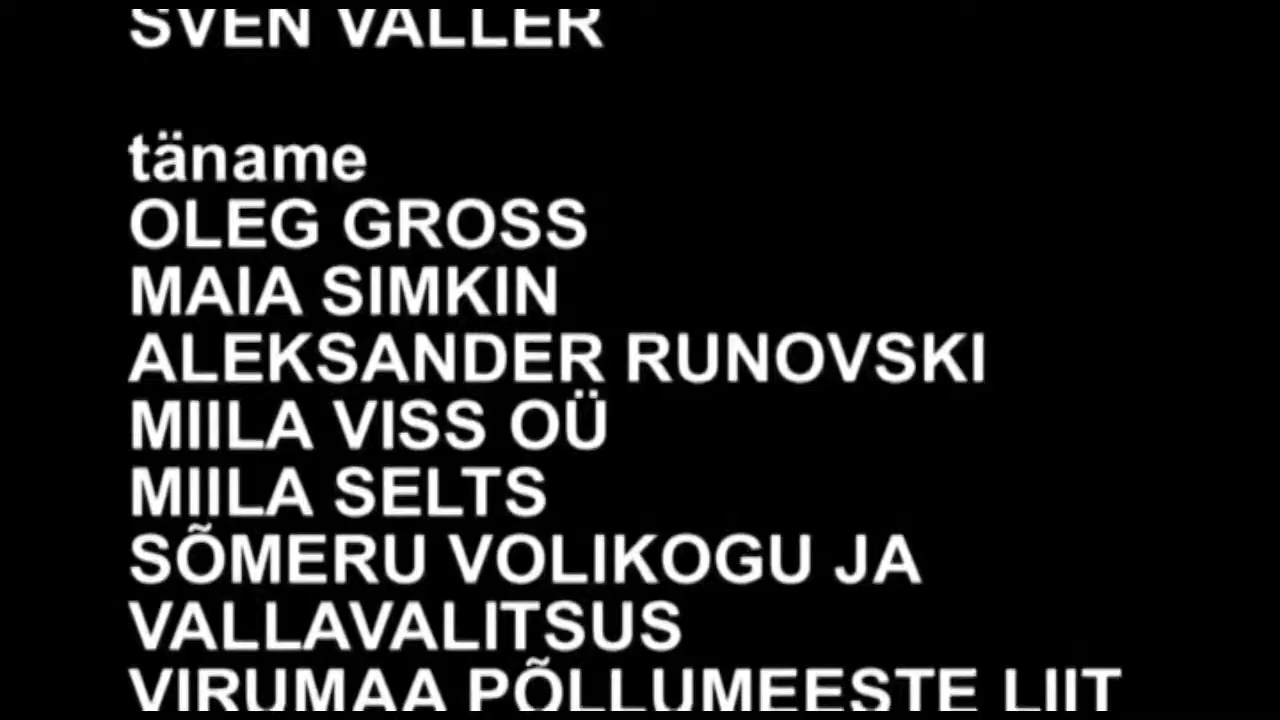 SVEN VALLER
täname
OLEG GROSS
MAIA SIMKIN
ALEKSANDER RUNOVSKI
MIILA VISS OÜ
MIILA SELTS
SÕMERU VOLIKOGU JA
VALLAVALITSUS
VIRUMAA PÕLLUMEESTE LIIT